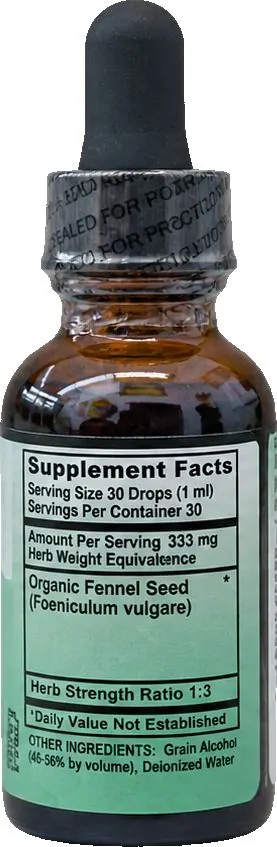 SEALED FOR
Supplement Facts
Serving Size 30 Drops (1 ml)
Servings Per Container 30
Amount Per Serving 333 mg
Herb Weight Equivalence
Organic Fennel Seed *
(Foeniculum vulgare)
Herb Strength Ratio 1:3
*Daily Value Not Established
OTHER INGREDIENTS: Grain Alcohol
(46-56% by volume), Deionized Water